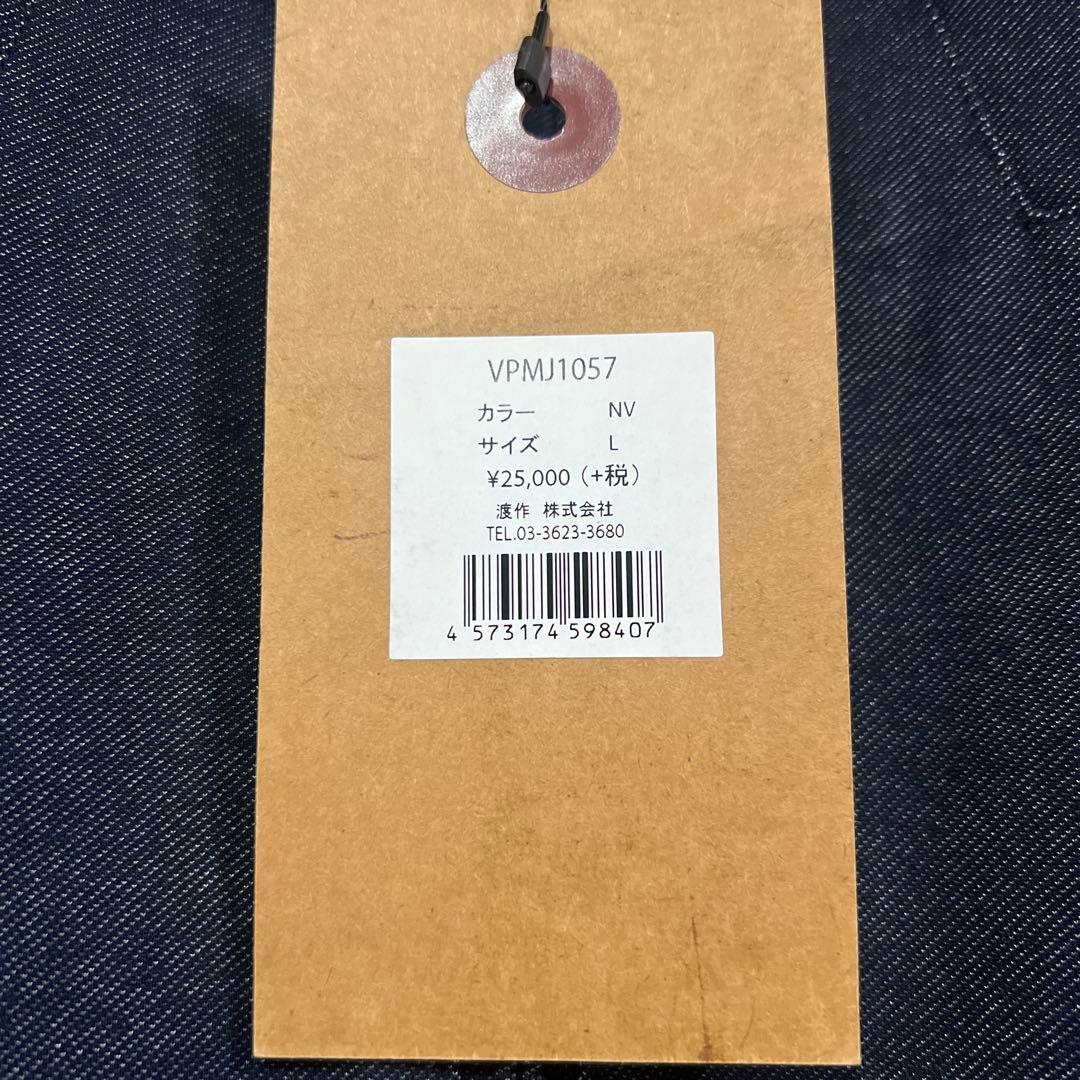 VPMJ1057
カラー NV
サイズ L
¥25,000（+税）
渡作 株式会社
TEL.03-3623-3680
4 573174 598407